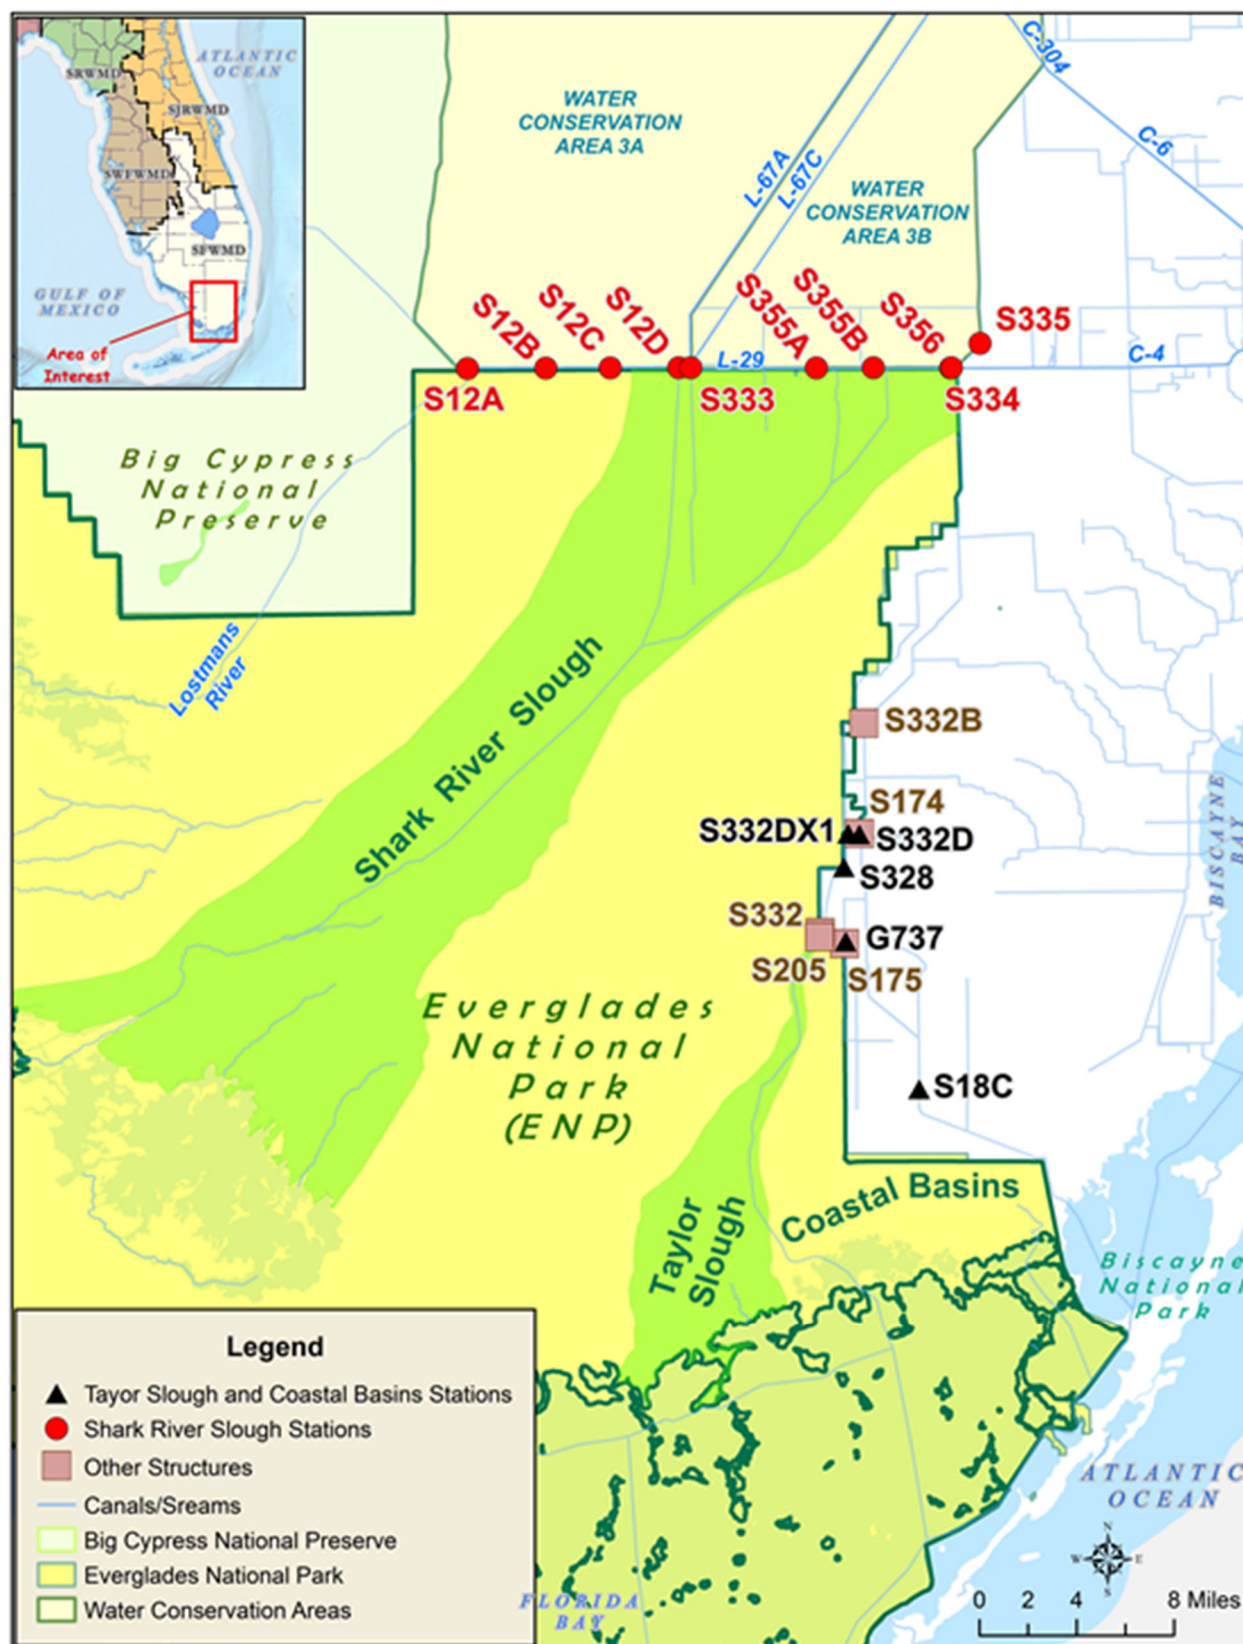 ATLANTIC
OCEAN
SRWMD
SJRWMD
SWFWMD
SFWMD
GULF OF
MEXICO
Area of
Interest
WATER
CONSERVATION
AREA 3A
L-67A
L-67C
WATER
CONSERVATION
AREA 3B
C-304
C-6
S12B
S12C
S12D
S355A
S355B
S356
S335
L-29
C-4
S12A
S333
S334
Big Cypress
National
Preserve
Lostmans
River
Shark River Slough
S332B
S174
S332DX1
S332D
S328
S332
G737
S205
S175
BISCAYNE
BAY
Everglades
National
Park
(ENP)
S18C
Coastal Basins
Taylor
Slough
Biscayne
National
Park
ATLANTIC
OCEAN
FLORIDA
BAY
N
W
E
S
0 2 4 8 Miles
Legend
Tayor Slough and Coastal Basins Stations
Shark River Slough Stations
Other Structures
Canals/Sreams
Big Cypress National Preserve
Everglades National Park
Water Conservation Areas